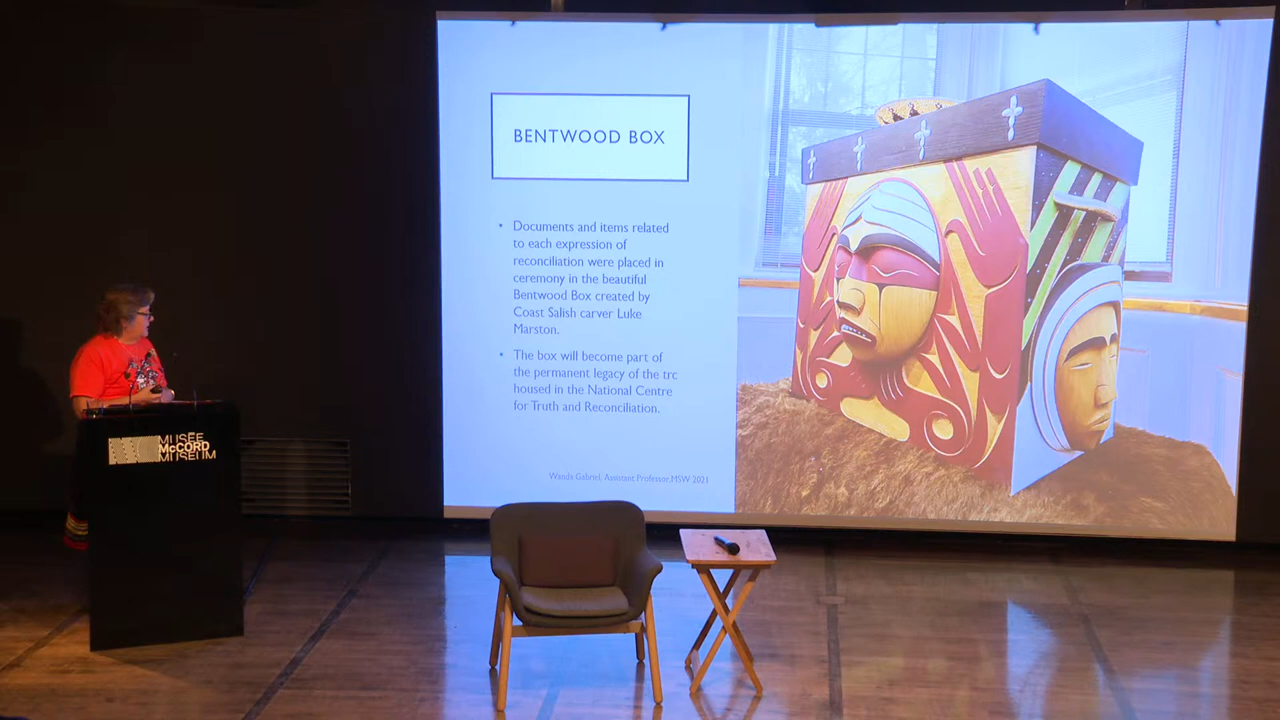 BENTWOOD BOX
• Documents and items related
to each expression of
reconciliation were placed in
ceremony in the beautiful
Bentwood Box created by
Coast Salish carver Luke
Marston.
• The box will become part of
the permanent legacy of the trc
housed in the National Centre
for Truth and Reconciliation.
Wanda Gabriel, Assistant Professor,MSW 2021
MUSÉE
McCORD
MUSEUM